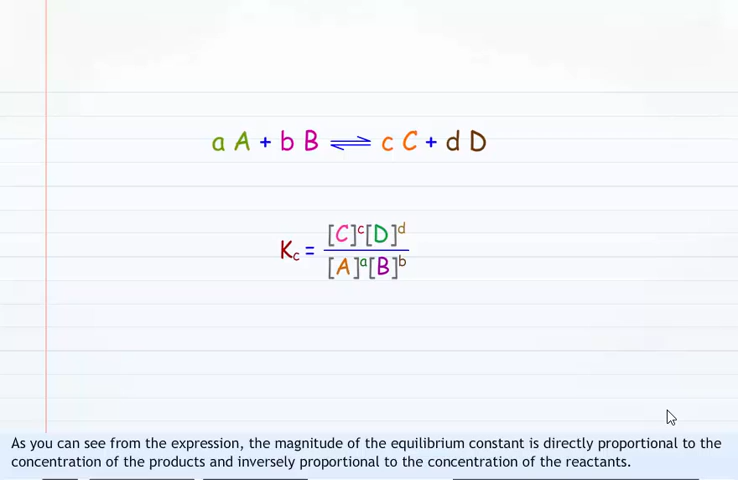 a A + b B ⇌ c C + d D
K_c = [C]^c[D]^d / [A]^a[B]^b
As you can see from the expression, the magnitude of the equilibrium constant is directly proportional to the
concentration of the products and inversely proportional to the concentration of the reactants.